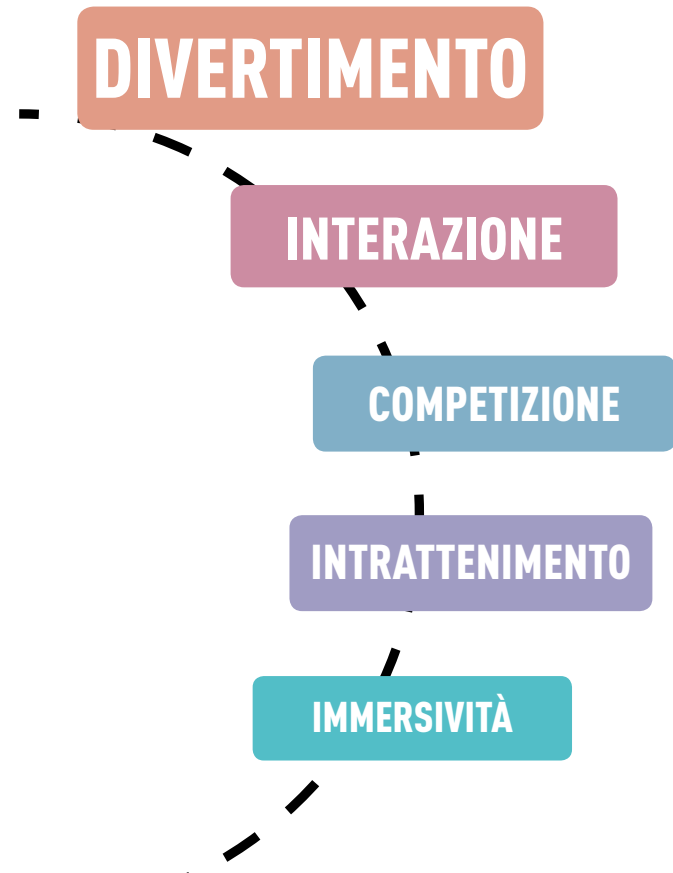 DIVERTIMENTO
INTERAZIONE
COMPETIZIONE
INTRATTENIMENTO
IMMERSIVITÀ